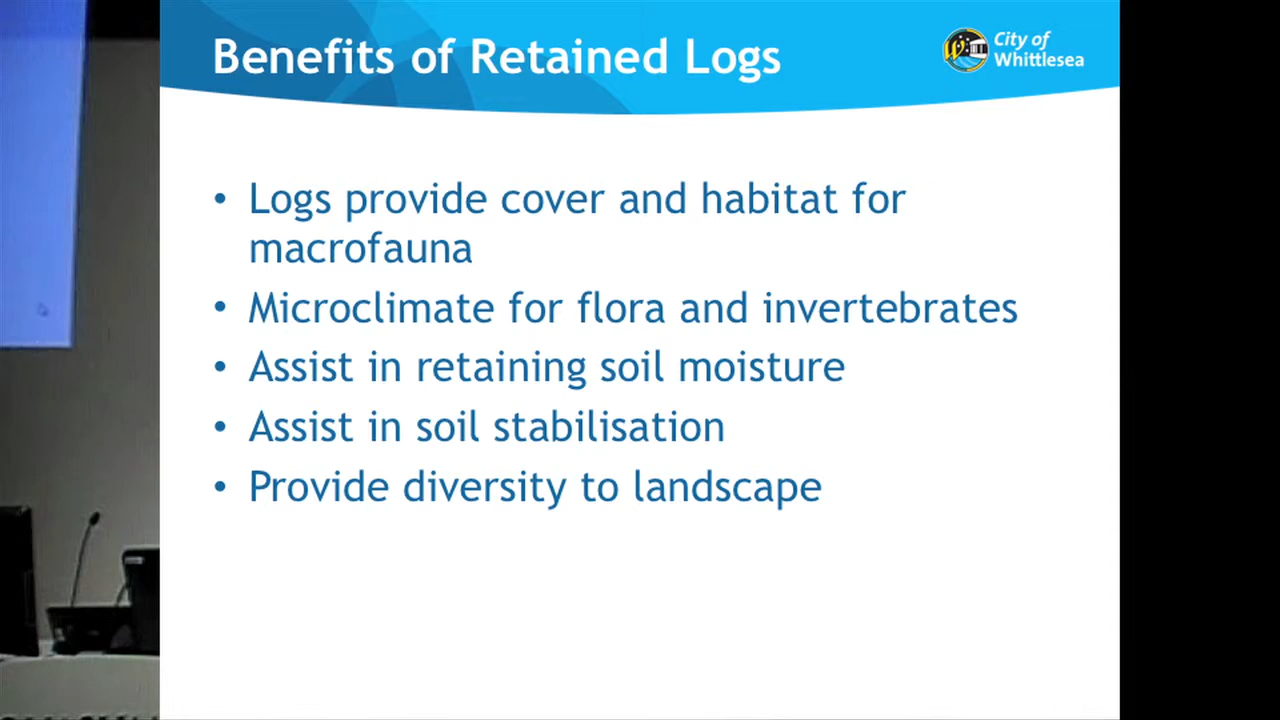 Benefits of Retained Logs
City of
Whittlesea
• Logs provide cover and habitat for
macrofauna
• Microclimate for flora and invertebrates
• Assist in retaining soil moisture
• Assist in soil stabilisation
• Provide diversity to landscape